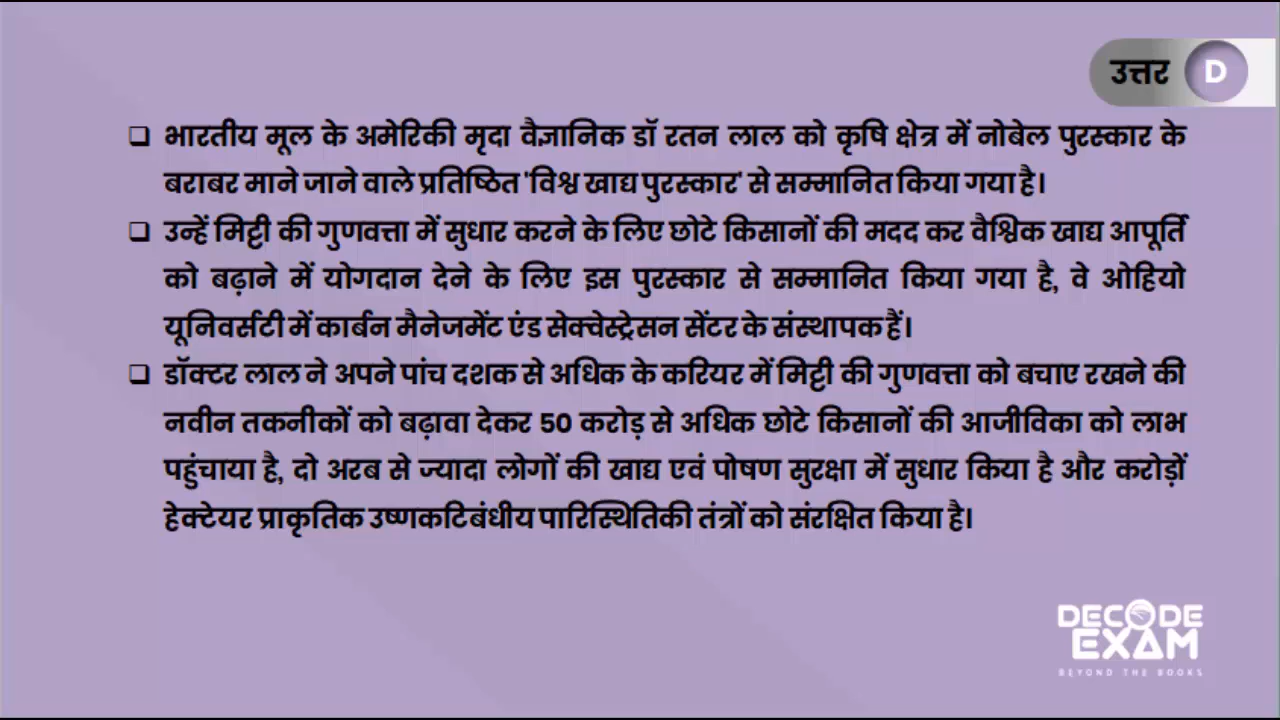 उत्तर D
❑ भारतीय मूल के अमेरिकी मृदा वैज्ञानिक डॉ रतन लाल को कृषि क्षेत्र में नोबेल पुरस्कार के
बराबर माने जाने वाले प्रतिष्ठित 'विश्व खाद्य पुरस्कार' से सम्मानित किया गया है।
❑ उन्हें मिट्टी की गुणवत्ता में सुधार करने के लिए छोटे किसानों की मदद कर वैश्विक खाद्य आपूर्ति
को बढ़ाने में योगदान देने के लिए इस पुरस्कार से सम्मानित किया गया है, वे ओहियो
यूनिवर्सटी में कार्बन मैनेजमेंट एंड सेक्वेस्ट्रेसन सेंटर के संस्थापक हैं।
❑ डॉक्टर लाल ने अपने पांच दशक से अधिक के करियर में मिट्टी की गुणवत्ता को बचाए रखने की
नवीन तकनीकों को बढ़ावा देकर 50 करोड़ से अधिक छोटे किसानों की आजीविका को लाभ
पहुंचाया है, दो अरब से ज्यादा लोगों की खाद्य एवं पोषण सुरक्षा में सुधार किया है और करोड़ों
हेक्टेयर प्राकृतिक उष्णकटिबंधीय पारिस्थितिकी तंत्रों को संरक्षित किया है।
DECODE
EXAM
BEYOND THE BOOKS